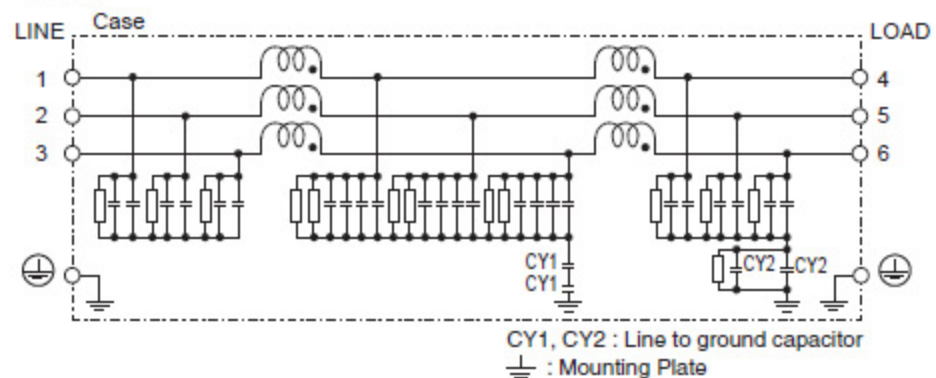 Case
LINE
LOAD
1
4
2
5
3
6
CY1
CY1
CY2
CY2
CY1, CY2 : Line to ground capacitor
: Mounting Plate